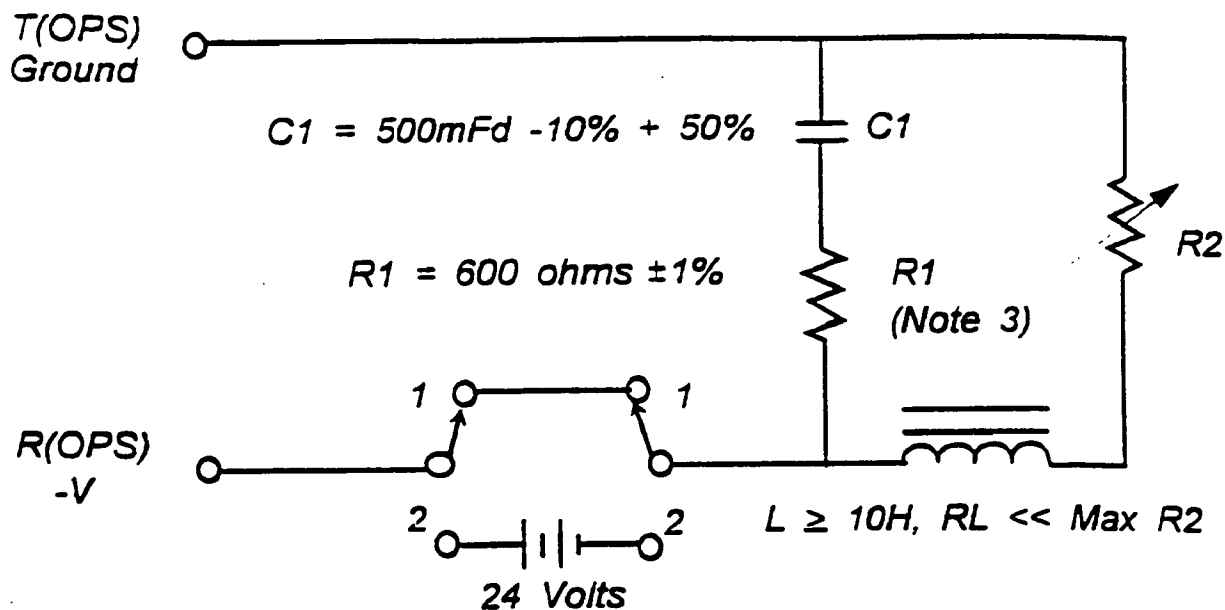 T(OPS)
Ground
C1 = 500mFd -10% + 50%
C1
R2
R1 = 600 ohms ±1%
R1
(Note 3)
1
1
R(OPS)
-V
2
2
L ≥ 10H, RL << Max R2
24 Volts